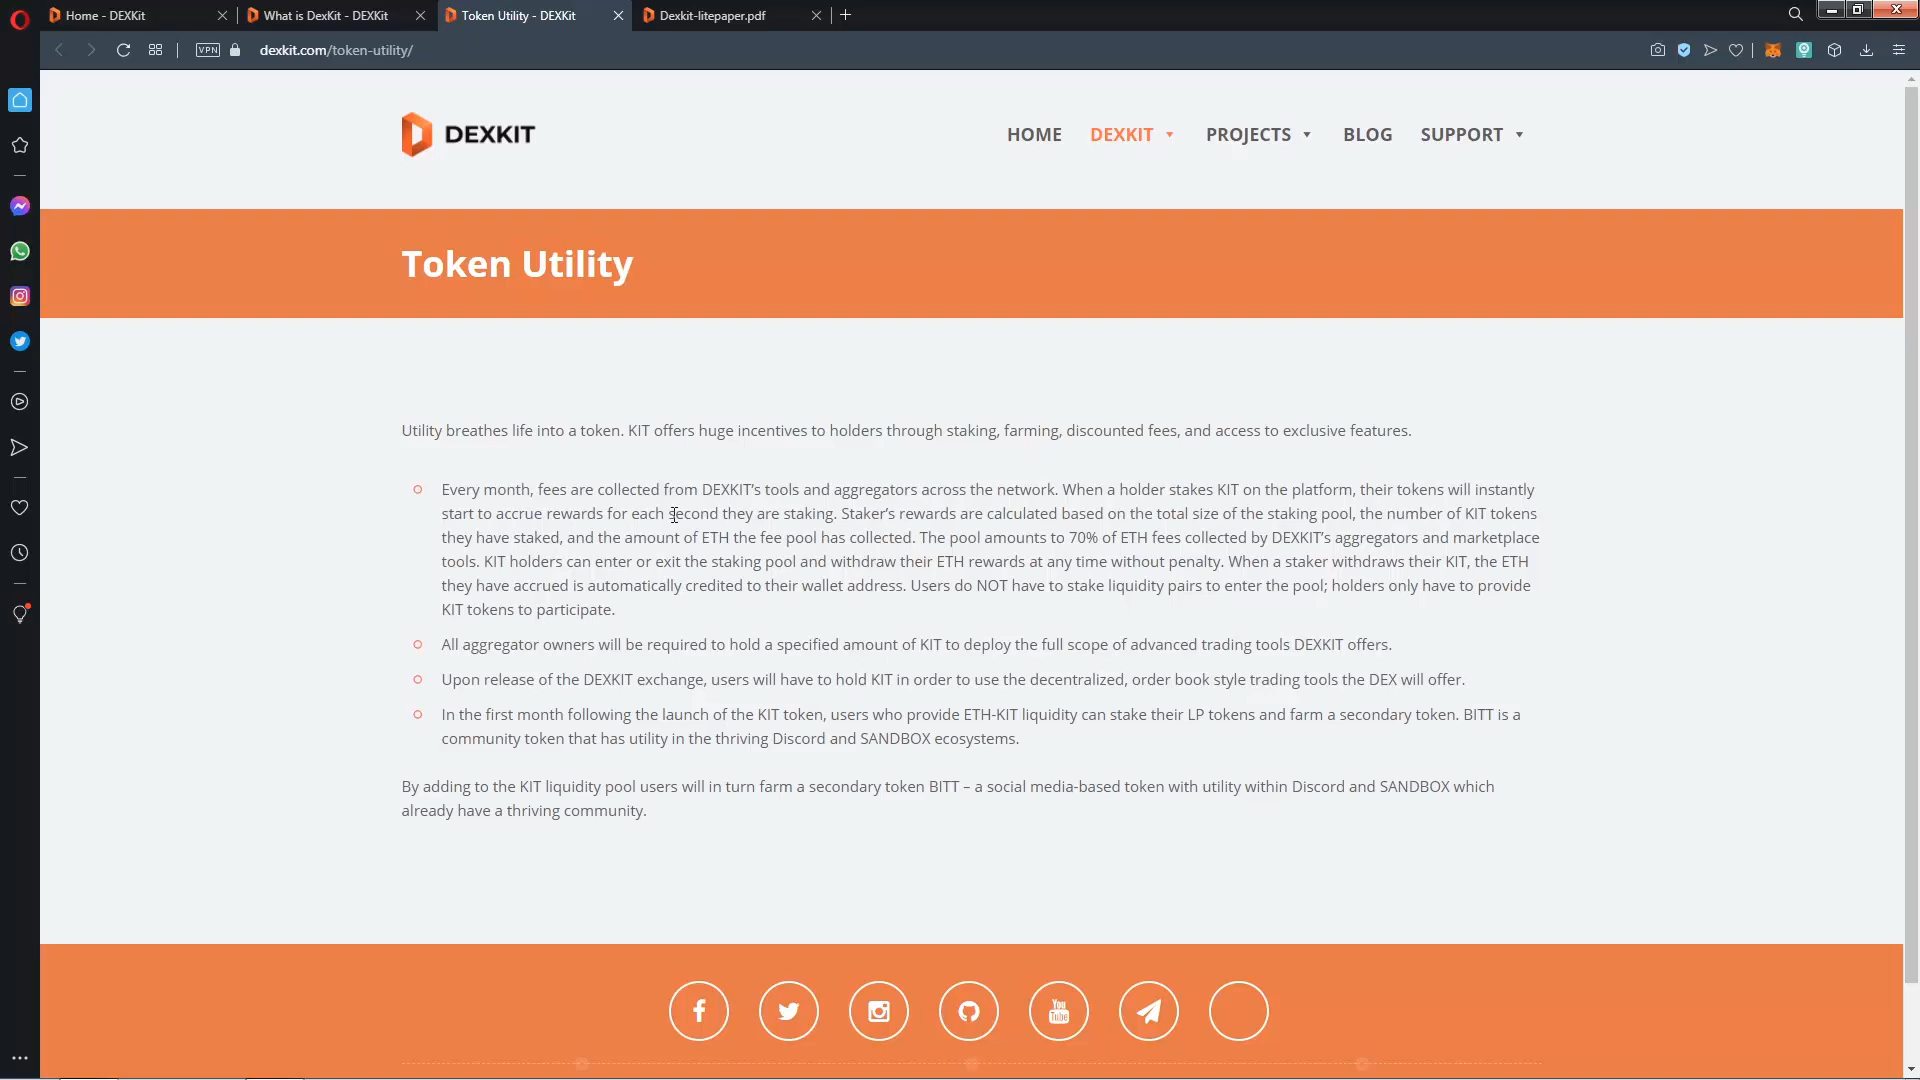 Home - DEXKit
What is DexKit - DEXKit
Token Utility - DEXKit
Dexkit-litepaper.pdf
VPN
dexkit.com/token-utility/
DEXKIT
HOME
DEXKIT
PROJECTS
BLOG
SUPPORT
Token Utility
Utility breathes life into a token. KIT offers huge incentives to holders through staking, farming, discounted fees, and access to exclusive features.
Every month, fees are collected from DEXKIT’s tools and aggregators across the network. When a holder stakes KIT on the platform, their tokens will instantly
start to accrue rewards for each second they are staking. Staker’s rewards are calculated based on the total size of the staking pool, the number of KIT tokens
they have staked, and the amount of ETH the fee pool has collected. The pool amounts to 70% of ETH fees collected by DEXKIT’s aggregators and marketplace
tools. KIT holders can enter or exit the staking pool and withdraw their ETH rewards at any time without penalty. When a staker withdraws their KIT, the ETH
they have accrued is automatically credited to their wallet address. Users do NOT have to stake liquidity pairs to enter the pool; holders only have to provide
KIT tokens to participate.
All aggregator owners will be required to hold a specified amount of KIT to deploy the full scope of advanced trading tools DEXKIT offers.
Upon release of the DEXKIT exchange, users will have to hold KIT in order to use the decentralized, order book style trading tools the DEX will offer.
In the first month following the launch of the KIT token, users who provide ETH-KIT liquidity can stake their LP tokens and farm a secondary token. BITT is a
community token that has utility in the thriving Discord and SANDBOX ecosystems.
By adding to the KIT liquidity pool users will in turn farm a secondary token BITT – a social media-based token with utility within Discord and SANDBOX which
already have a thriving community.
You
Tube